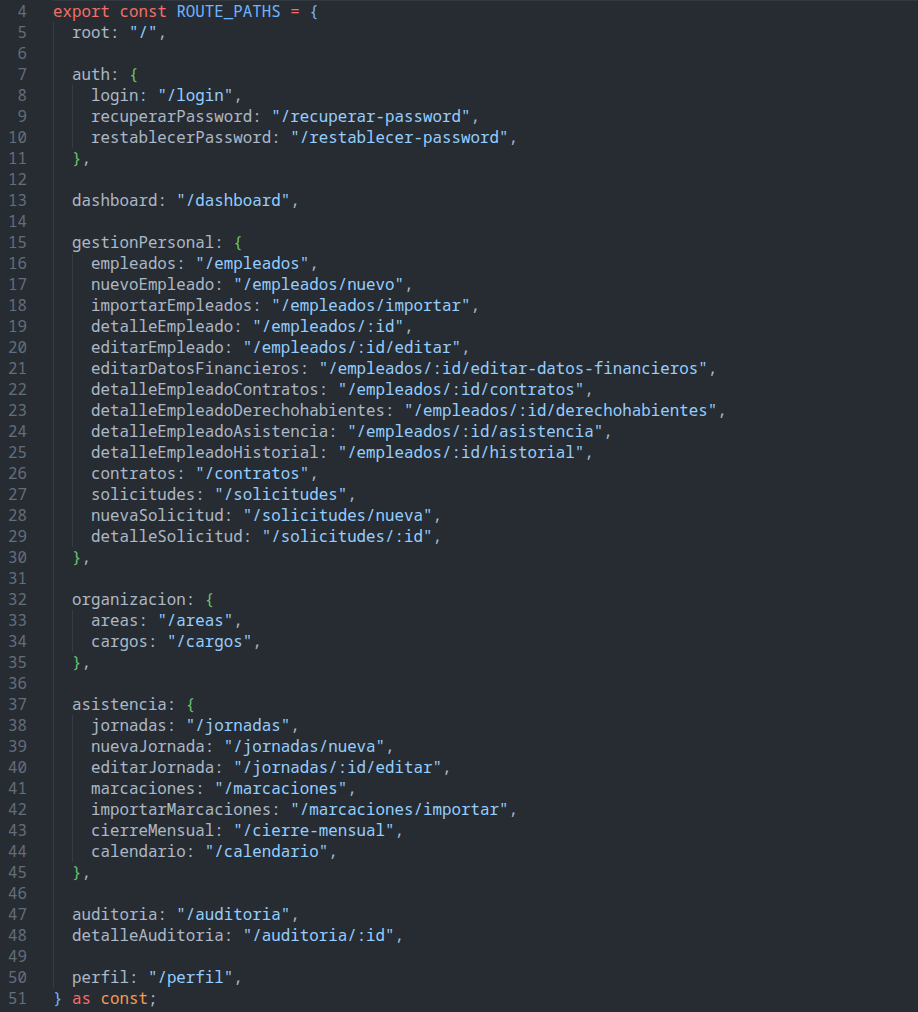 4 export const ROUTE_PATHS = {
5 root: "/",
6
7 auth: {
8 login: "/login",
9 recuperarPassword: "/recuperar-password",
10 restablecerPassword: "/restablecer-password",
11 },
12
13 dashboard: "/dashboard",
14
15 gestionPersonal: {
16 empleados: "/empleados",
17 nuevoEmpleado: "/empleados/nuevo",
18 importarEmpleados: "/empleados/importar",
19 detalleEmpleado: "/empleados/:id",
20 editarEmpleado: "/empleados/:id/editar",
21 editarDatosFinancieros: "/empleados/:id/editar-datos-financieros",
22 detalleEmpleadoContratos: "/empleados/:id/contratos",
23 detalleEmpleadoDerechohabientes: "/empleados/:id/derechohabientes",
24 detalleEmpleadoAsistencia: "/empleados/:id/asistencia",
25 detalleEmpleadoHistorial: "/empleados/:id/historial",
26 contratos: "/contratos",
27 solicitudes: "/solicitudes",
28 nuevaSolicitud: "/solicitudes/nueva",
29 detalleSolicitud: "/solicitudes/:id",
30 },
31
32 organizacion: {
33 areas: "/areas",
34 cargos: "/cargos",
35 },
36
37 asistencia: {
38 jornadas: "/jornadas",
39 nuevaJornada: "/jornadas/nueva",
40 editarJornada: "/jornadas/:id/editar",
41 marcaciones: "/marcaciones",
42 importarMarcaciones: "/marcaciones/importar",
43 cierreMensual: "/cierre-mensual",
44 calendario: "/calendario",
45 },
46
47 auditoria: "/auditoria",
48 detalleAuditoria: "/auditoria/:id",
49
50 perfil: "/perfil",
51 } as const;